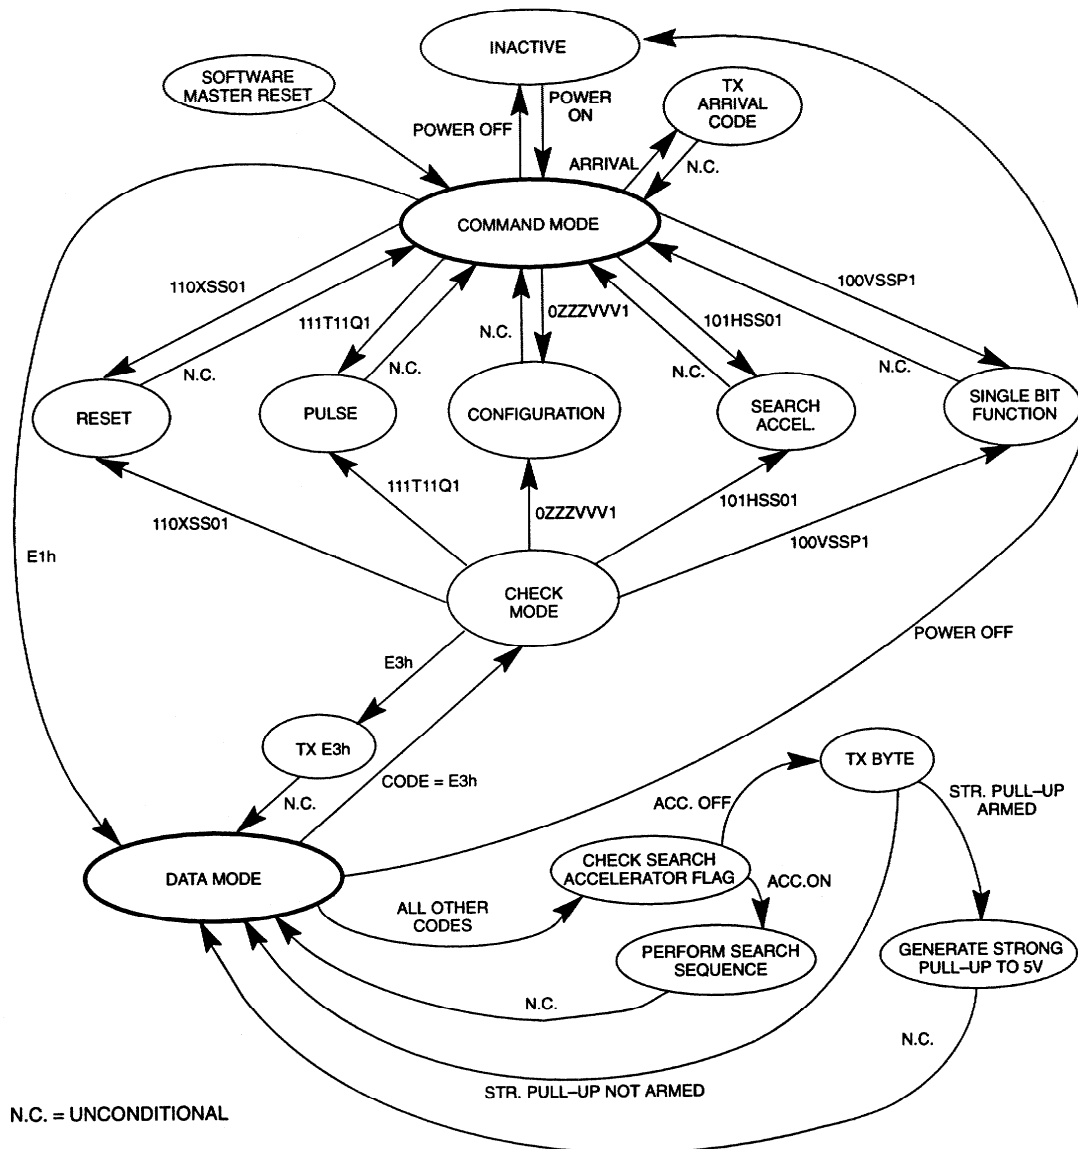 INACTIVE
SOFTWARE
MASTER RESET
TX
ARRIVAL
CODE
POWER
ON
POWER OFF
ARRIVAL
N.C.
COMMAND MODE
110XSS01
111T11Q1
N.C.
0ZZZVVV1
101HSS01
100VSSP1
N.C.
N.C.
N.C.
N.C.
RESET
PULSE
CONFIGURATION
SEARCH
ACCEL.
SINGLE BIT
FUNCTION
110XSS01
111T11Q1
0ZZZVVV1
101HSS01
100VSSP1
E1h
CHECK
MODE
POWER OFF
E3h
TX E3h
N.C.
CODE = E3h
TX BYTE
ACC. OFF
STR. PULL–UP
ARMED
DATA MODE
CHECK SEARCH
ACCELERATOR FLAG
ACC.ON
ALL OTHER
CODES
PERFORM SEARCH
SEQUENCE
GENERATE STRONG
PULL–UP TO 5V
N.C.
N.C.
STR. PULL–UP NOT ARMED
N.C. = UNCONDITIONAL